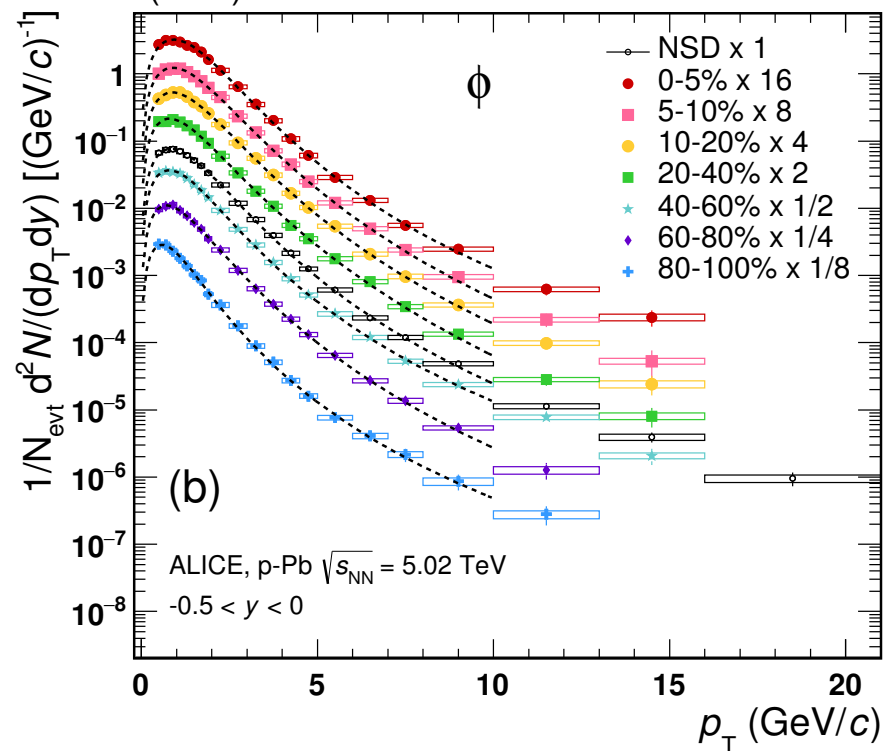 1/N_evt d²N/(dp_T dy) [(GeV/c)⁻¹]
1
10⁻¹
10⁻²
10⁻³
10⁻⁴
10⁻⁵
10⁻⁶
10⁻⁷
10⁻⁸
ϕ
NSD x 1
0-5% x 16
5-10% x 8
10-20% x 4
20-40% x 2
40-60% x 1/2
60-80% x 1/4
80-100% x 1/8
(b)
ALICE, p-Pb √s_NN = 5.02 TeV
-0.5 < y < 0
0 5 10 15 20
p_T (GeV/c)